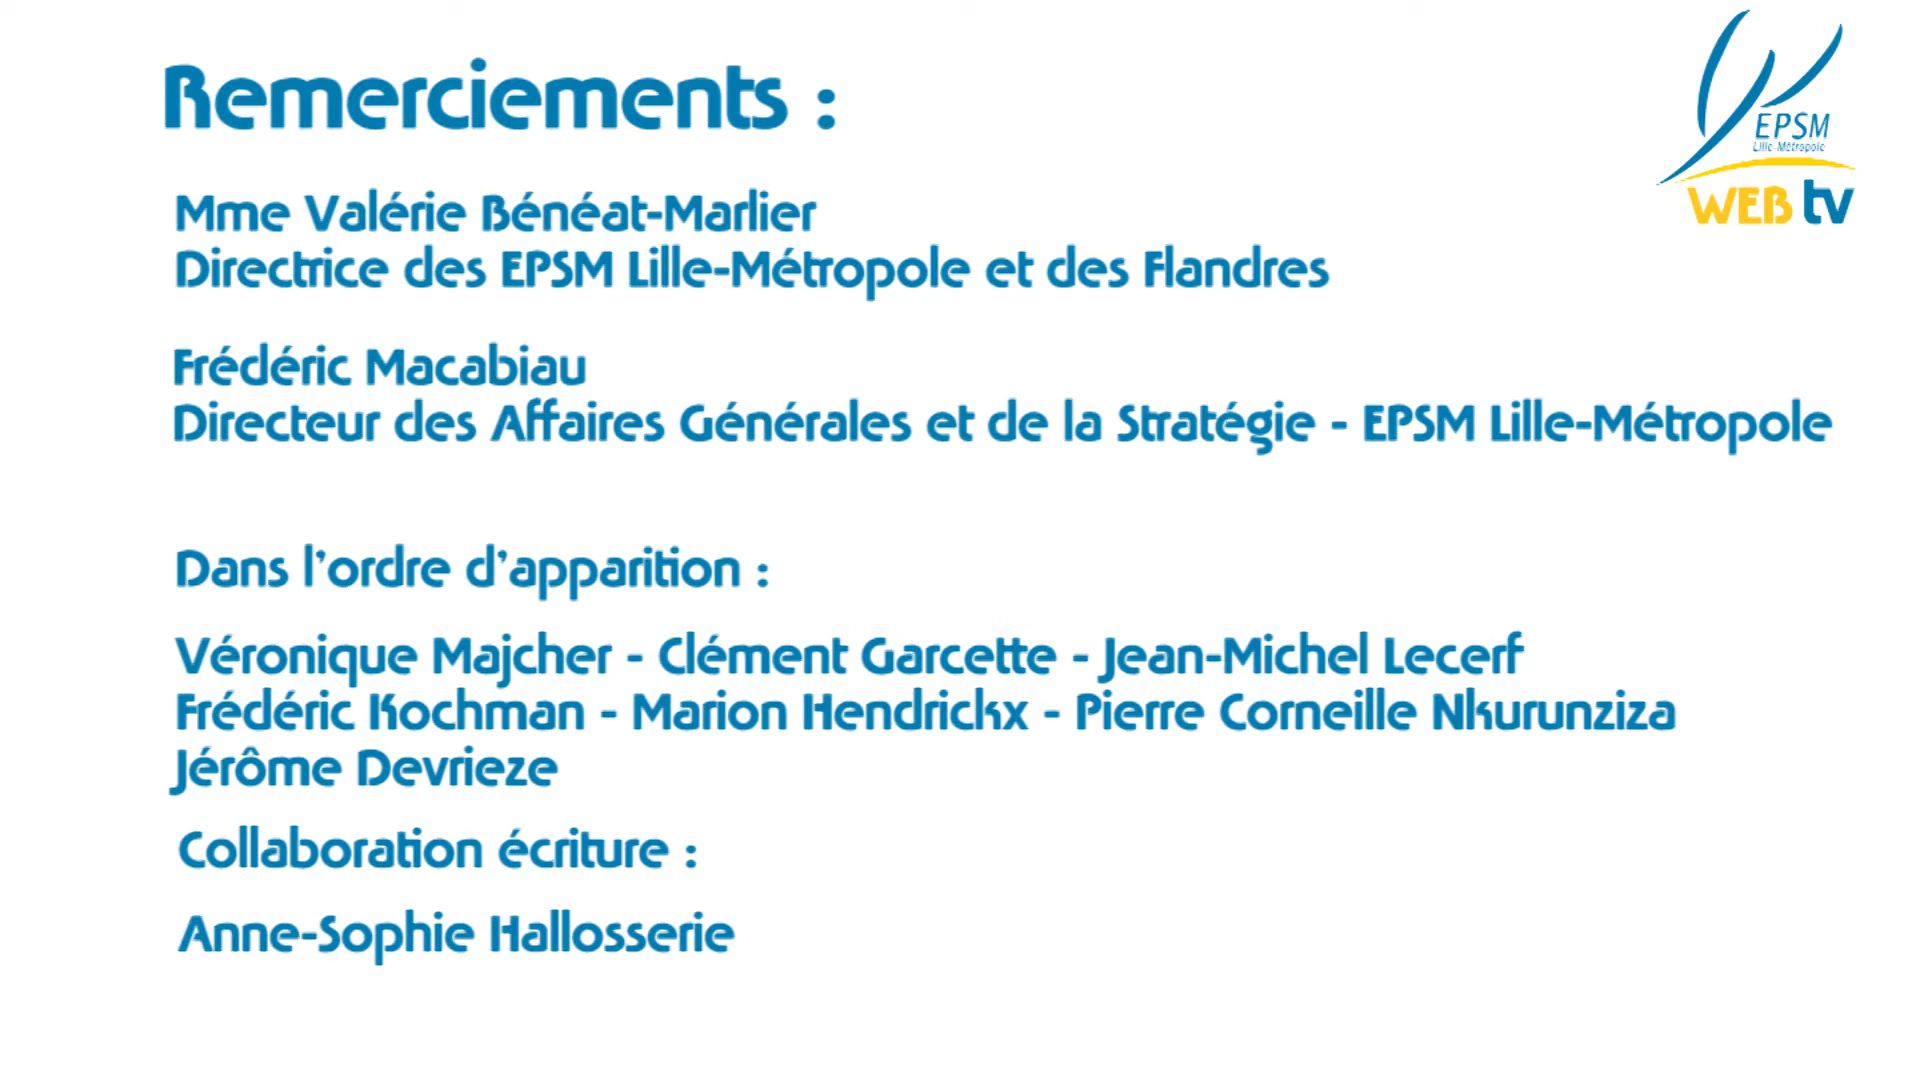 Remerciements :
EPSM
Lille-Métropole
WEB tv
Mme Valérie Bénéat-Marlier
Directrice des EPSM Lille-Métropole et des Flandres
Frédéric Macabiau
Directeur des Affaires Générales et de la Stratégie - EPSM Lille-Métropole
Dans l’ordre d’apparition :
Véronique Majcher - Clément Garcette - Jean-Michel Lecerf
Frédéric Kochman - Marion Hendrickx - Pierre Corneille Nkurunziza
Jérôme Devrieze
Collaboration écriture :
Anne-Sophie Hallosserie